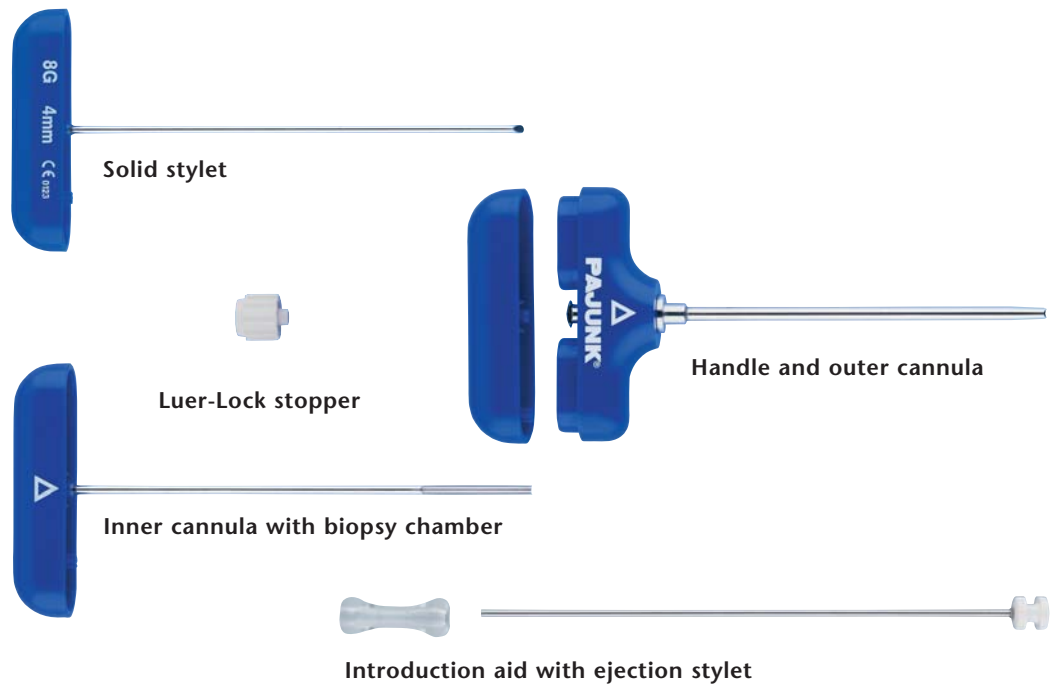 8G 4mm CE 0123
Solid stylet
PAJUNK®
Handle and outer cannula
Luer-Lock stopper
Inner cannula with biopsy chamber
Introduction aid with ejection stylet